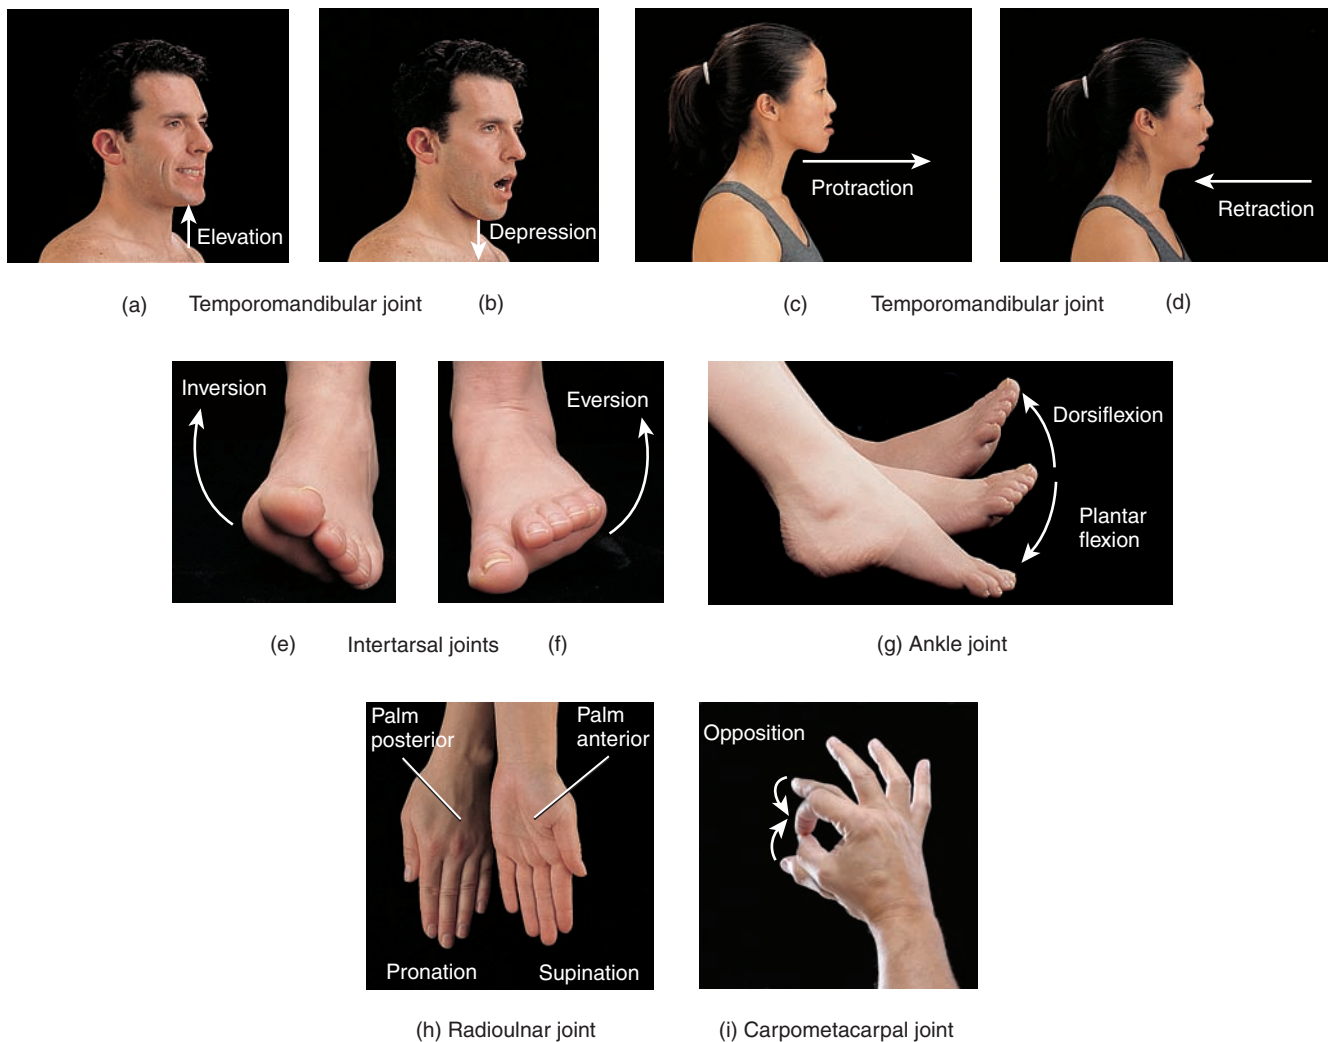 Elevation
Depression
Protraction
Retraction
(a) Temporomandibular joint (b)
(c) Temporomandibular joint (d)
Inversion
Eversion
Dorsiflexion
Plantar
flexion
(e) Intertarsal joints (f)
(g) Ankle joint
Palm
posterior
Palm
anterior
Pronation
Supination
Opposition
(h) Radioulnar joint
(i) Carpometacarpal joint